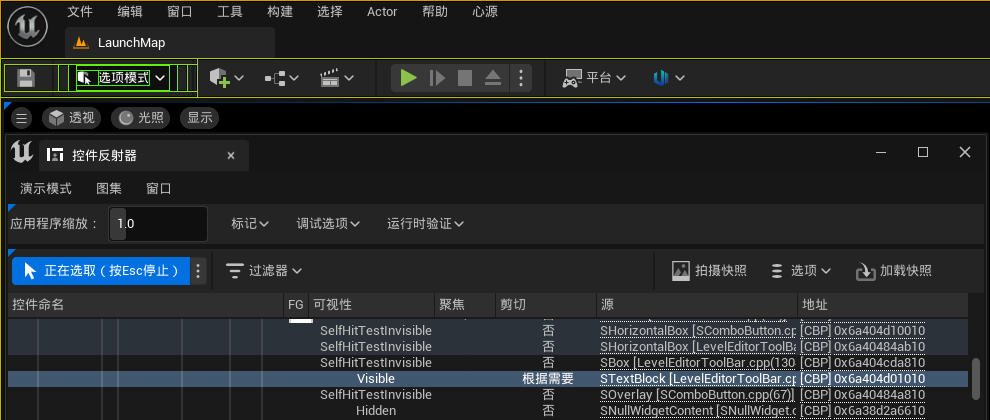 文件 编辑 窗口 工具 构建 选择 Actor 帮助 心源
LaunchMap
选项模式 平台
透视 光照 显示
控件反射器
演示模式 图集 窗口
应用程序缩放： 1.0 标记 调试选项 运行时验证
正在选取（按Esc停止） 过滤器 拍摄快照 选项 加载快照
控件命名 FG 可视性 聚焦 剪切 源 地址
SelfHitTestInvisible 否 SHorizontalBox [SComboButton.cp [CBP] 0x6a404d10010
SelfHitTestInvisible 否 SHorizontalBox [LevelEditorToolBa [CBP] 0x6a40484ab10
SelfHitTestInvisible 否 SBox [LevelEditorToolBar.cpp(130 [CBP] 0x6a404cda810
Visible 根据需要 STextBlock [LevelEditorToolBar.cp [CBP] 0x6a404d01010
SelfHitTestInvisible 否 SOverlay [SComboButton.cpp(67)] [CBP] 0x6a40484a810
Hidden 否 SNullWidgetContent [SNullWidget.c [CBP] 0x6a38d2a6610